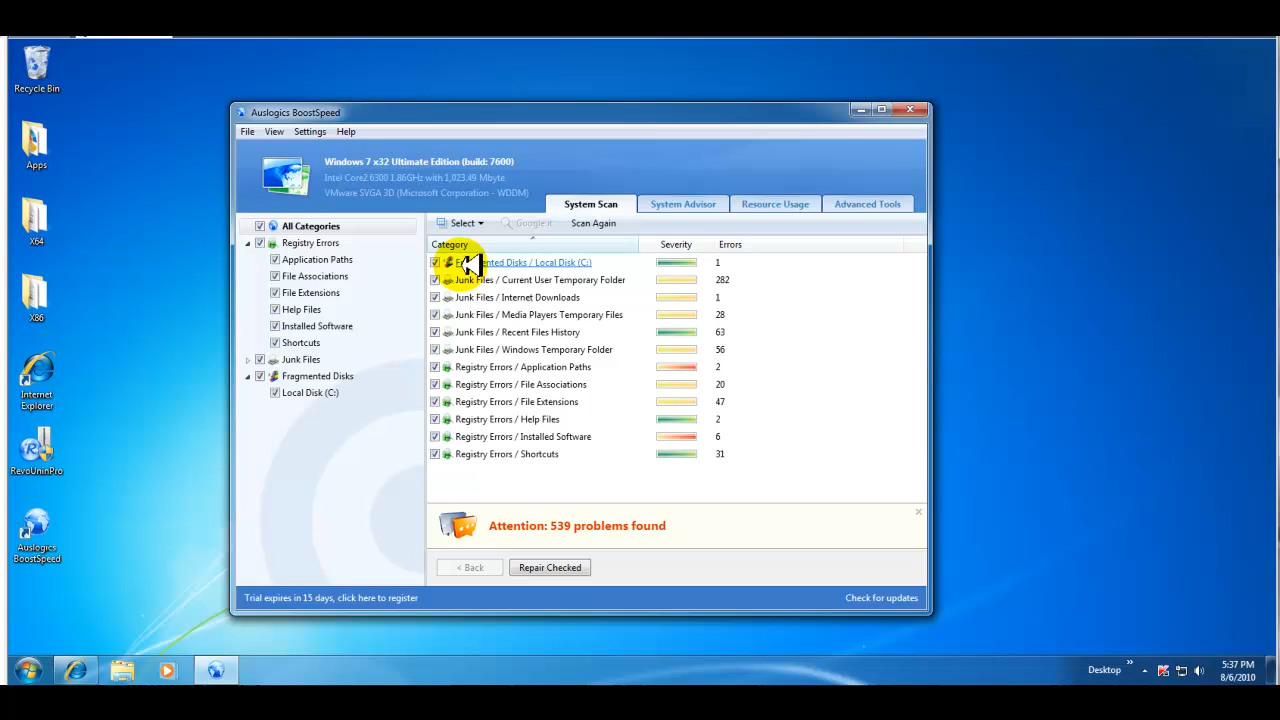 Recycle Bin
Apps
X64
X86
Internet
Explorer
RevoUninPro
Auslogics
BoostSpeed
Auslogics BoostSpeed
File View Settings Help
Windows 7 x32 Ultimate Edition (build: 7600)
Intel Core2 6300 1.86GHz with 1,023.49 Mbyte
VMware SVGA 3D (Microsoft Corporation - WDDM)
System Scan System Advisor Resource Usage Advanced Tools
All Categories
Registry Errors
Application Paths
File Associations
File Extensions
Help Files
Installed Software
Shortcuts
Junk Files
Fragmented Disks
Local Disk (C:)
Select Google it Scan Again
Category Severity Errors
Disks / Local Disk (C:) 1
Junk Files / Current User Temporary Folder 282
Junk Files / Internet Downloads 1
Junk Files / Media Players Temporary Files 28
Junk Files / Recent Files History 63
Junk Files / Windows Temporary Folder 56
Registry Errors / Application Paths 2
Registry Errors / File Associations 20
Registry Errors / File Extensions 47
Registry Errors / Help Files 2
Registry Errors / Installed Software 6
Registry Errors / Shortcuts 31
Attention: 539 problems found
< Back Repair Checked
Trial expires in 15 days, click here to register Check for updates
Desktop » 5:37 PM
8/6/2010